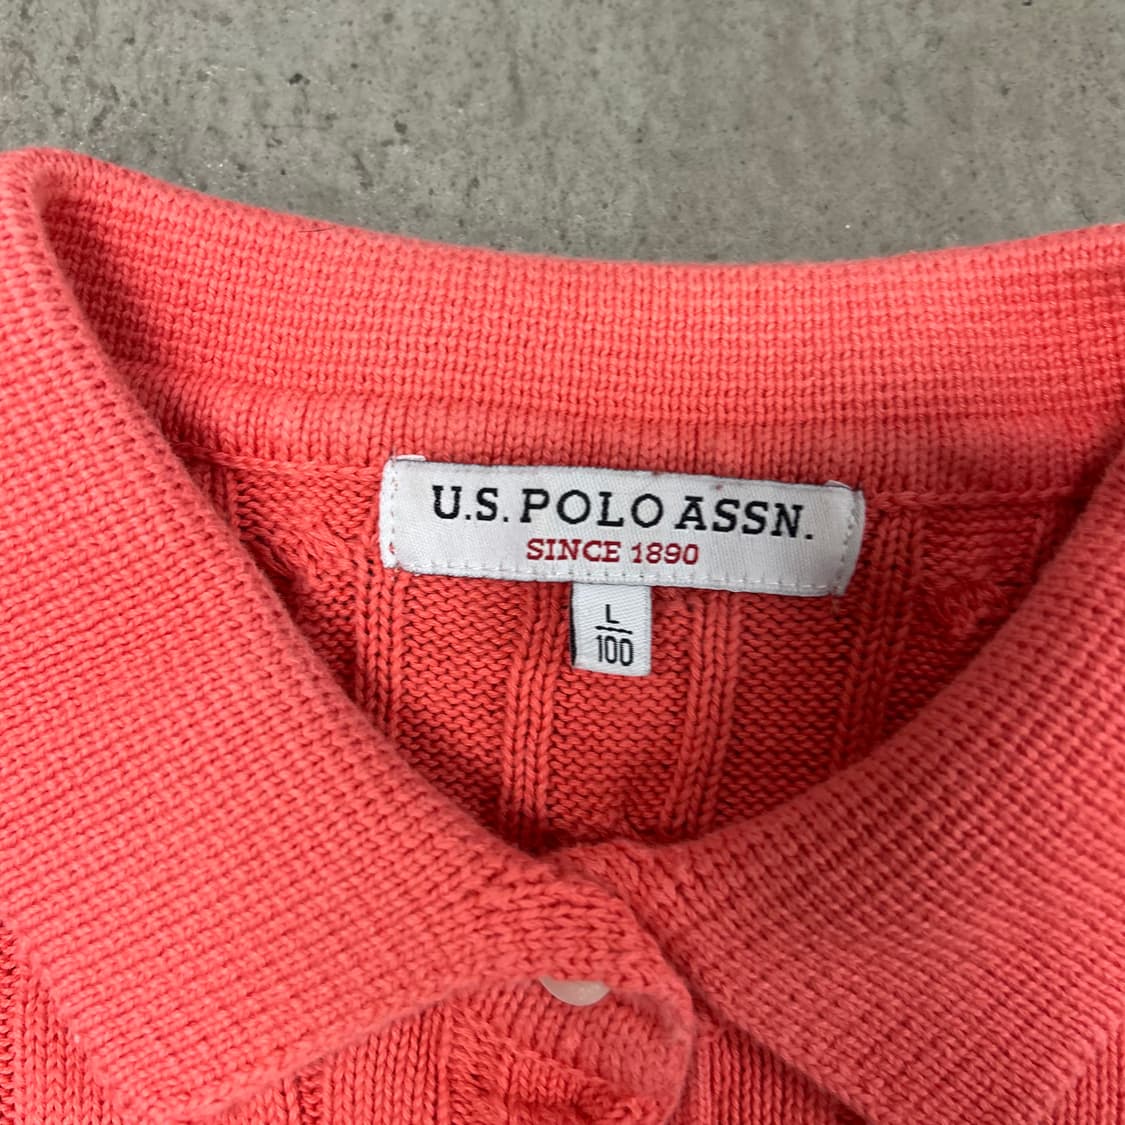 U.S. POLO ASSN.
SINCE 1890
L
100